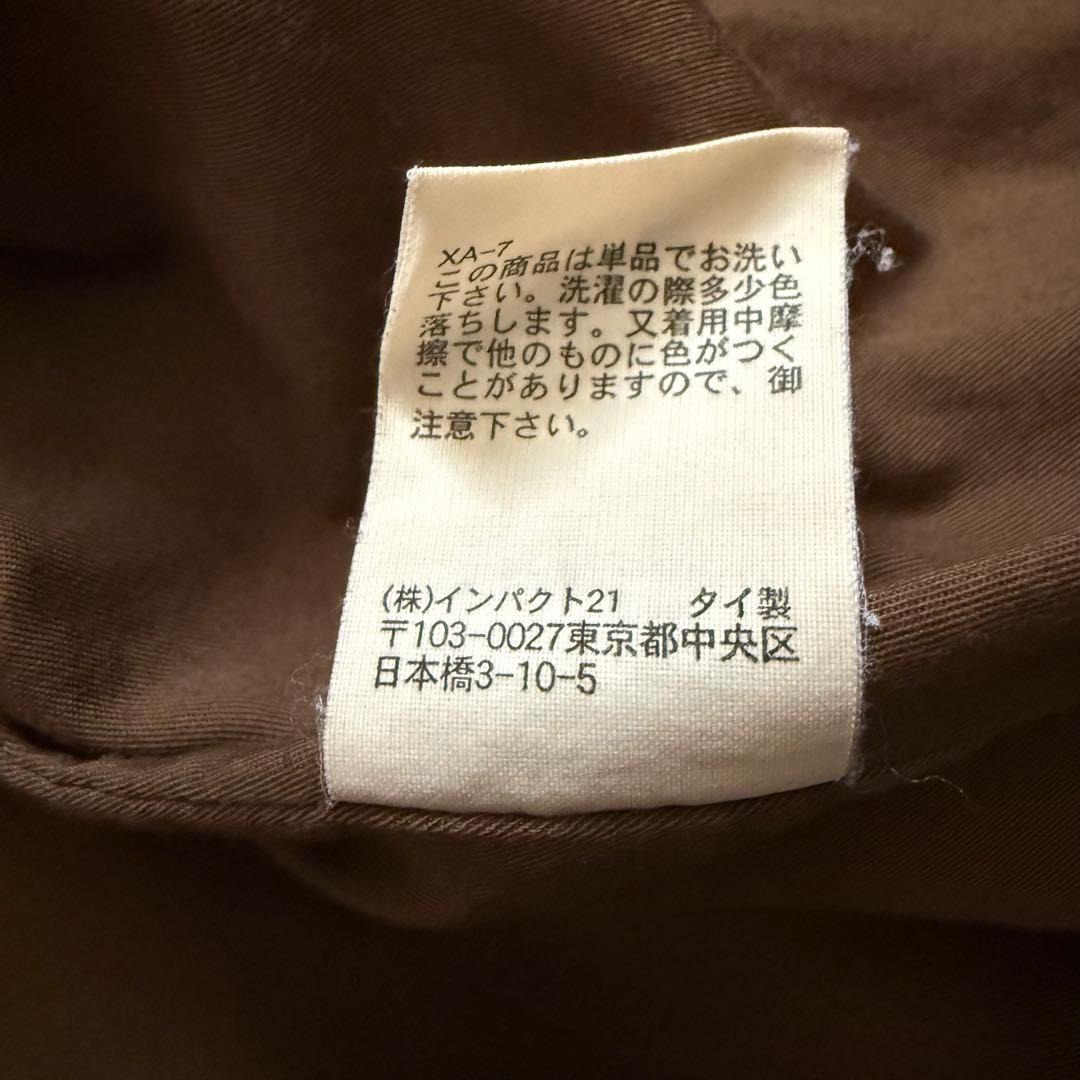 XA-7
この商品は単品でお洗い
下さい。洗濯の際多少色
落ちします。又着用中摩
擦で他のものに色がつく
ことがありますので、御
注意下さい。
(株)インパクト21 タイ製
〒103-0027東京都中央区
日本橋3-10-5